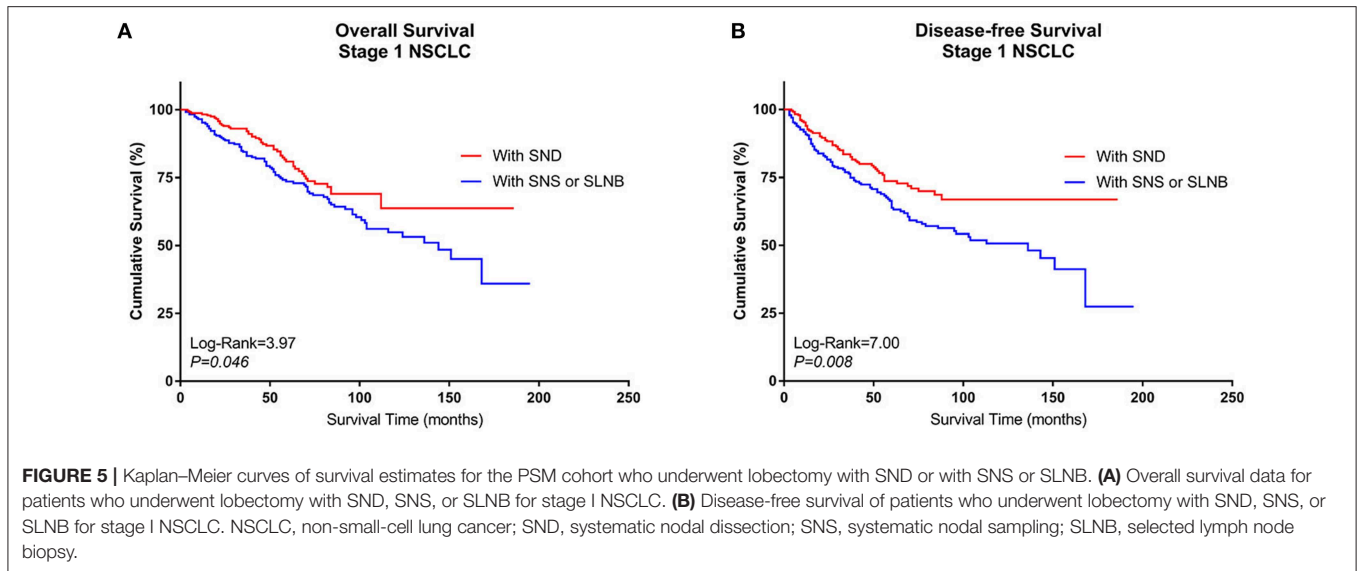 A
Overall Survival
Stage 1 NSCLC
Cumulative Survival (%)
100
75
50
25
0
With SND
With SNS or SLNB
Log-Rank=3.97
P=0.046
0 50 100 150 200 250
Survival Time (months)
B
Disease-free Survival
Stage 1 NSCLC
Cumulative Survival (%)
100
75
50
25
0
With SND
With SNS or SLNB
Log-Rank=7.00
P=0.008
0 50 100 150 200 250
Survival Time (months)
FIGURE 5 | Kaplan–Meier curves of survival estimates for the PSM cohort who underwent lobectomy with SND or with SNS or SLNB. (A) Overall survival data for
patients who underwent lobectomy with SND, SNS, or SLNB for stage I NSCLC. (B) Disease-free survival of patients who underwent lobectomy with SND, SNS, or
SLNB for stage I NSCLC. NSCLC, non-small-cell lung cancer; SND, systematic nodal dissection; SNS, systematic nodal sampling; SLNB, selected lymph node
biopsy.